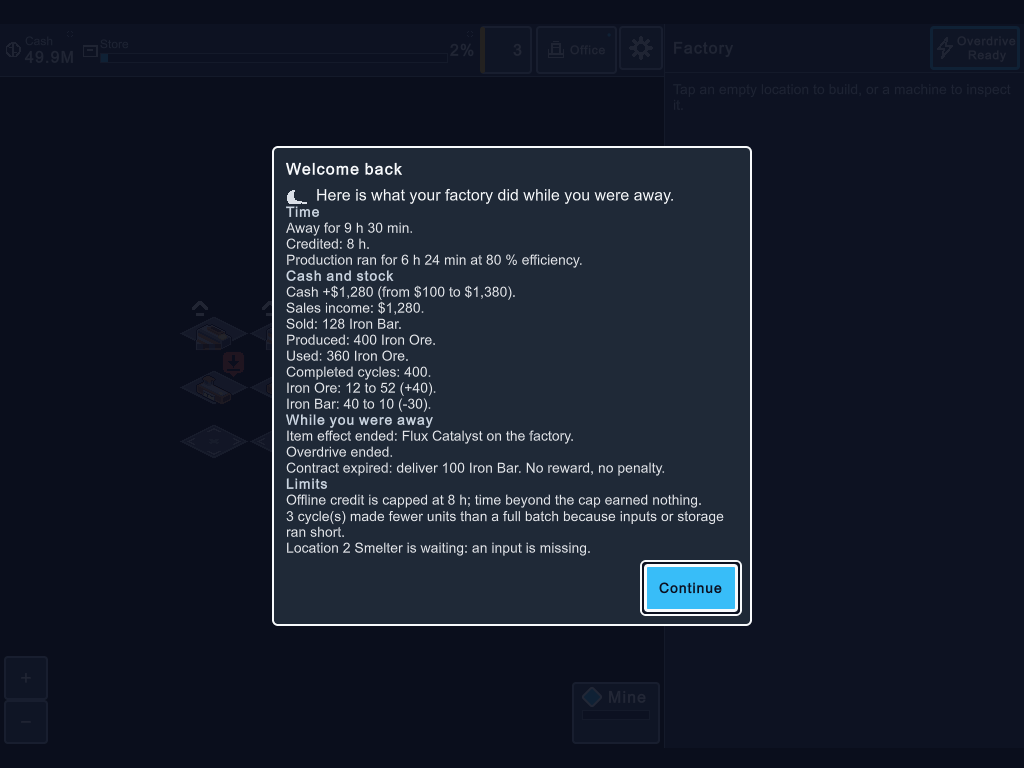 Cash
49.9M
Store
2%
3
Office
Factory
Overdrive
Ready
Tap an empty location to build, or a machine to inspect
it.
Welcome back
Here is what your factory did while you were away.
Time
Away for 9 h 30 min.
Credited: 8 h.
Production ran for 6 h 24 min at 80 % efficiency.
Cash and stock
Cash +$1,280 (from $100 to $1,380).
Sales income: $1,280.
Sold: 128 Iron Bar.
Produced: 400 Iron Ore.
Used: 360 Iron Ore.
Completed cycles: 400.
Iron Ore: 12 to 52 (+40).
Iron Bar: 40 to 10 (-30).
While you were away
Item effect ended: Flux Catalyst on the factory.
Overdrive ended.
Contract expired: deliver 100 Iron Bar. No reward, no penalty.
Limits
Offline credit is capped at 8 h; time beyond the cap earned nothing.
3 cycle(s) made fewer units than a full batch because inputs or storage
ran short.
Location 2 Smelter is waiting: an input is missing.
Continue
+
−
Mine